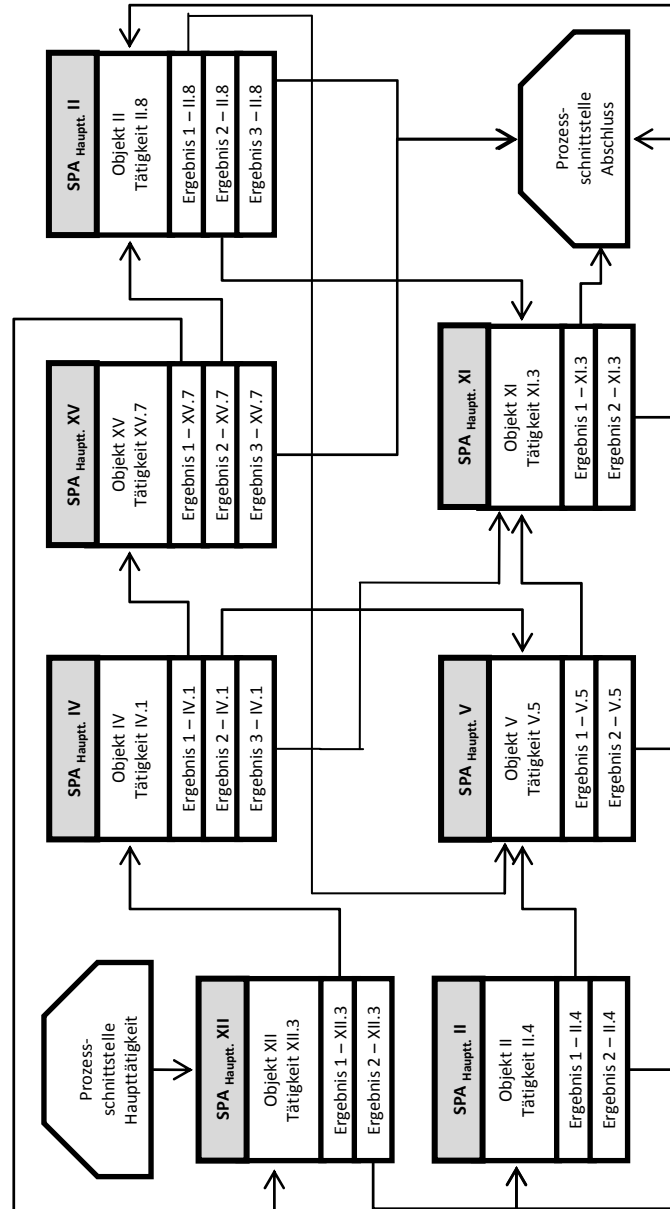 Prozess-
schnittstelle
Haupttätigkeit
SPA Hauptt. XII
Objekt XII
Tätigkeit XII.3
Ergebnis 1 – XII.3
Ergebnis 2 – XII.3
SPA Hauptt. II
Objekt II
Tätigkeit II.4
Ergebnis 1 – II.4
Ergebnis 2 – II.4
SPA Hauptt. IV
Objekt IV
Tätigkeit IV.1
Ergebnis 1 – IV.1
Ergebnis 2 – IV.1
Ergebnis 3 – IV.1
SPA Hauptt. V
Objekt V
Tätigkeit V.5
Ergebnis 1 – V.5
Ergebnis 2 – V.5
SPA Hauptt. XV
Objekt XV
Tätigkeit XV.7
Ergebnis 1 – XV.7
Ergebnis 2 – XV.7
Ergebnis 3 – XV.7
SPA Hauptt. XI
Objekt XI
Tätigkeit XI.3
Ergebnis 1 – XI.3
Ergebnis 2 – XI.3
SPA Hauptt. II
Objekt II
Tätigkeit II.8
Ergebnis 1 – II.8
Ergebnis 2 – II.8
Ergebnis 3 – II.8
Prozess-
schnittstelle
Abschluss